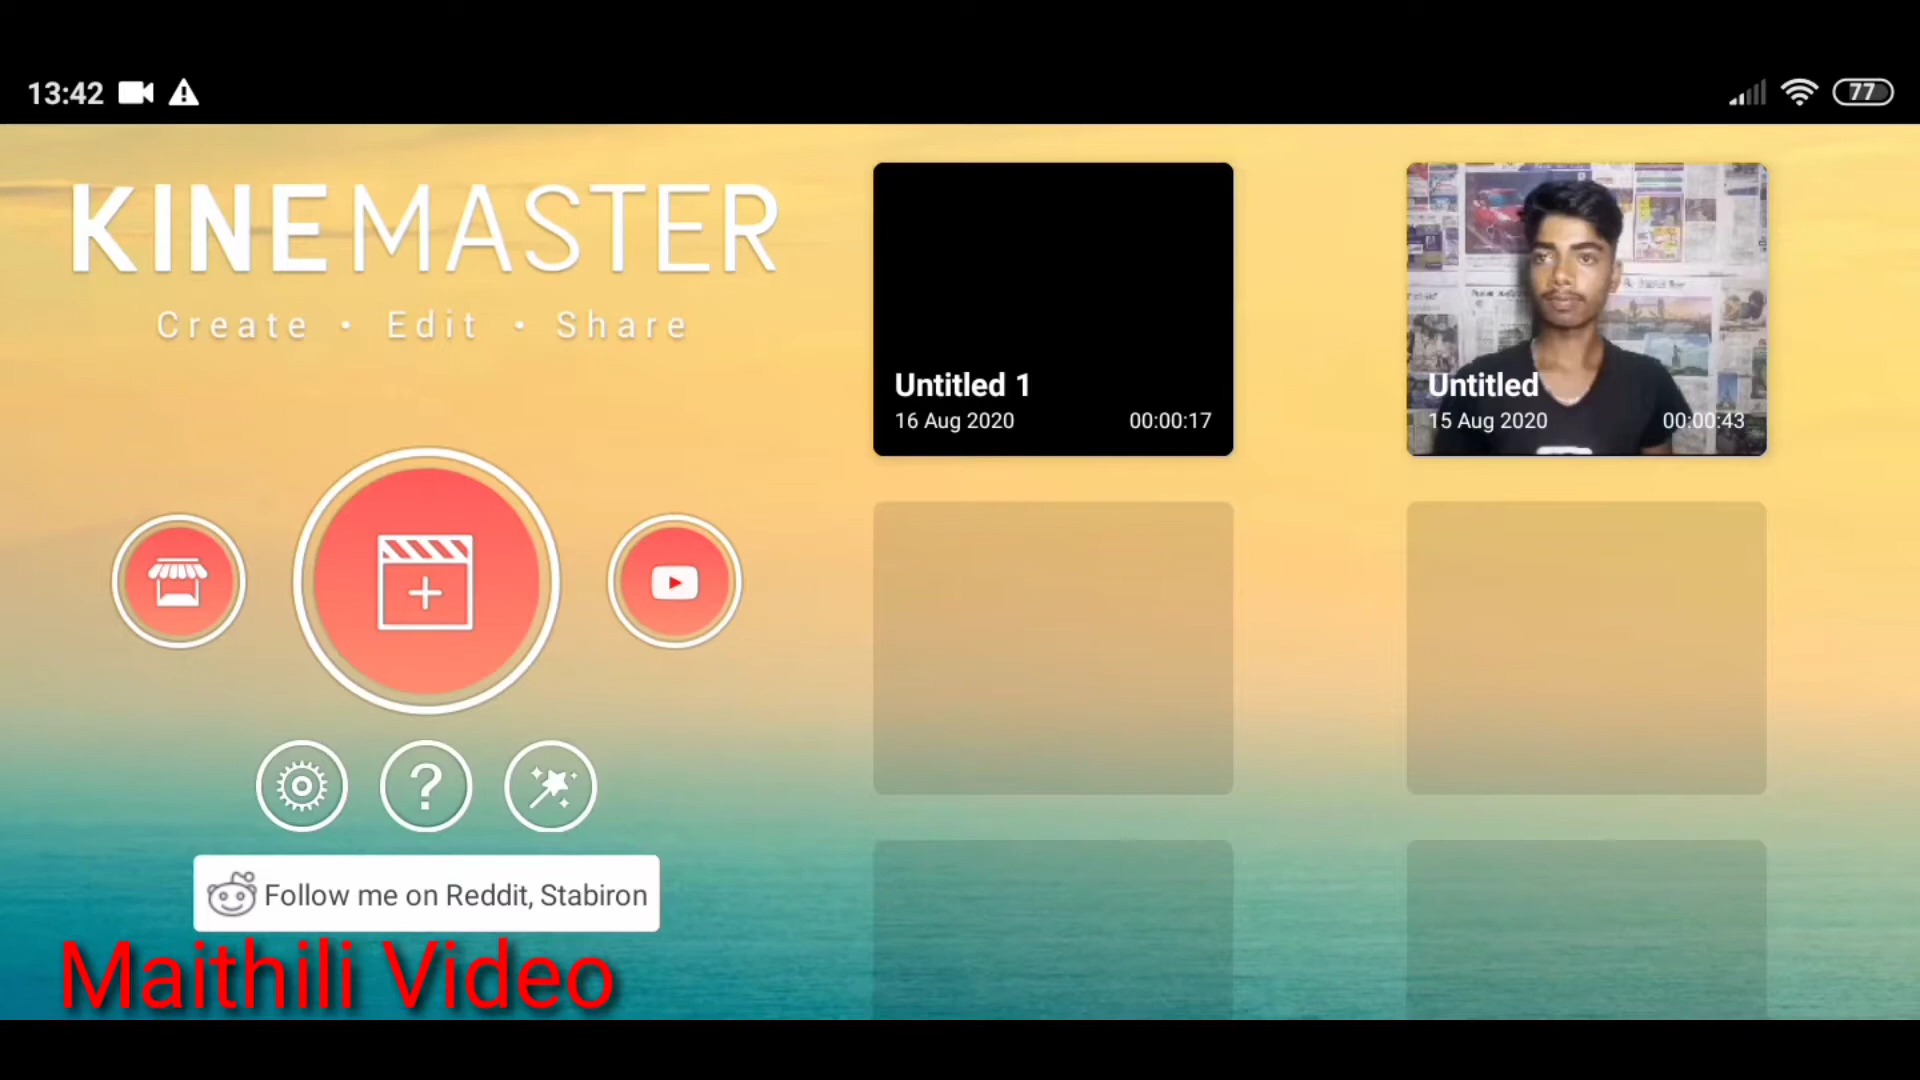 13:42
77
KINEMASTER
Create • Edit • Share
Untitled 1
16 Aug 2020 00:00:17
Untitled
15 Aug 2020 00:00:43
?
Follow me on Reddit, Stabiron
Maithili Video